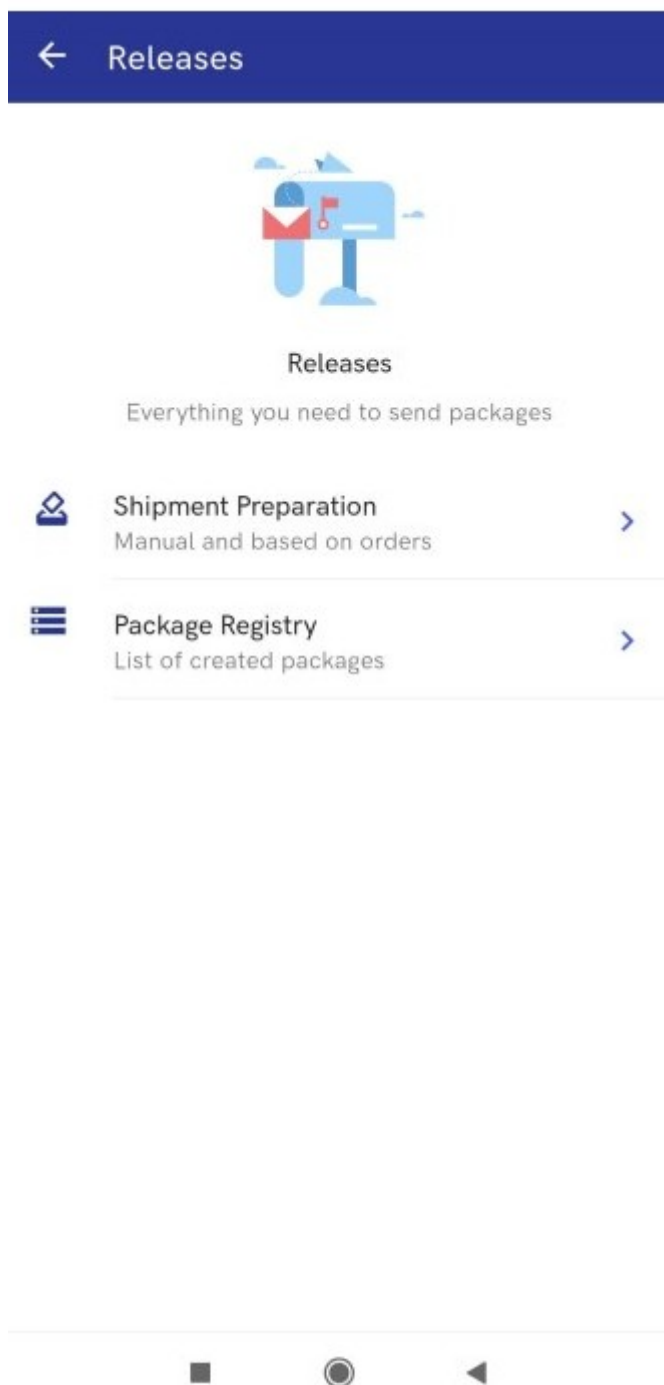 Releases
Releases
Everything you need to send packages
Shipment Preparation
Manual and based on orders
Package Registry
List of created packages